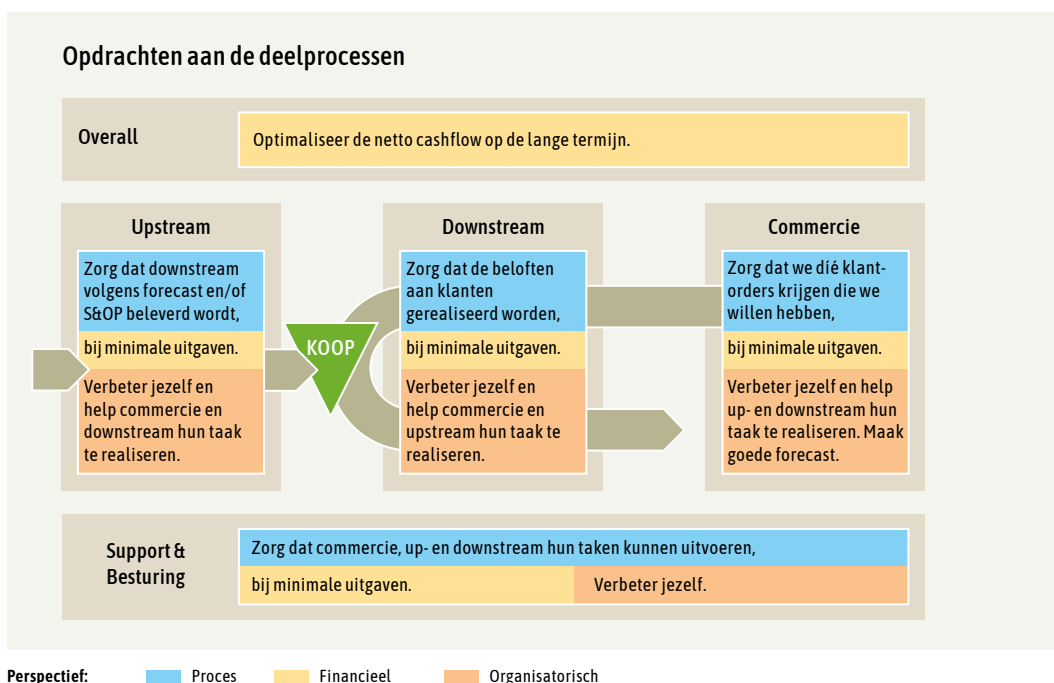 Opdrachten aan de deelprocessen
Overall
Optimaliseer de netto cashflow op de lange termijn.
Upstream
Zorg dat downstream
volgens forecast en/of
S&OP beleverd wordt,
bij minimale uitgaven.
Verbeter jezelf en
help commercie en
downstream hun taak
te realiseren.
KOOP
Downstream
Zorg dat de beloften
aan klanten
gerealiseerd worden,
bij minimale uitgaven.
Verbeter jezelf en
help commercie en
upstream hun taak te
realiseren.
Commercie
Zorg dat we díé klant-
orders krijgen die we
willen hebben,
bij minimale uitgaven.
Verbeter jezelf en help
up- en downstream hun
taak te realiseren. Maak
goede forecast.
Support &
Besturing
Zorg dat commercie, up- en downstream hun taken kunnen uitvoeren,
bij minimale uitgaven.
Verbeter jezelf.
Perspectief: Proces Financieel Organisatorisch